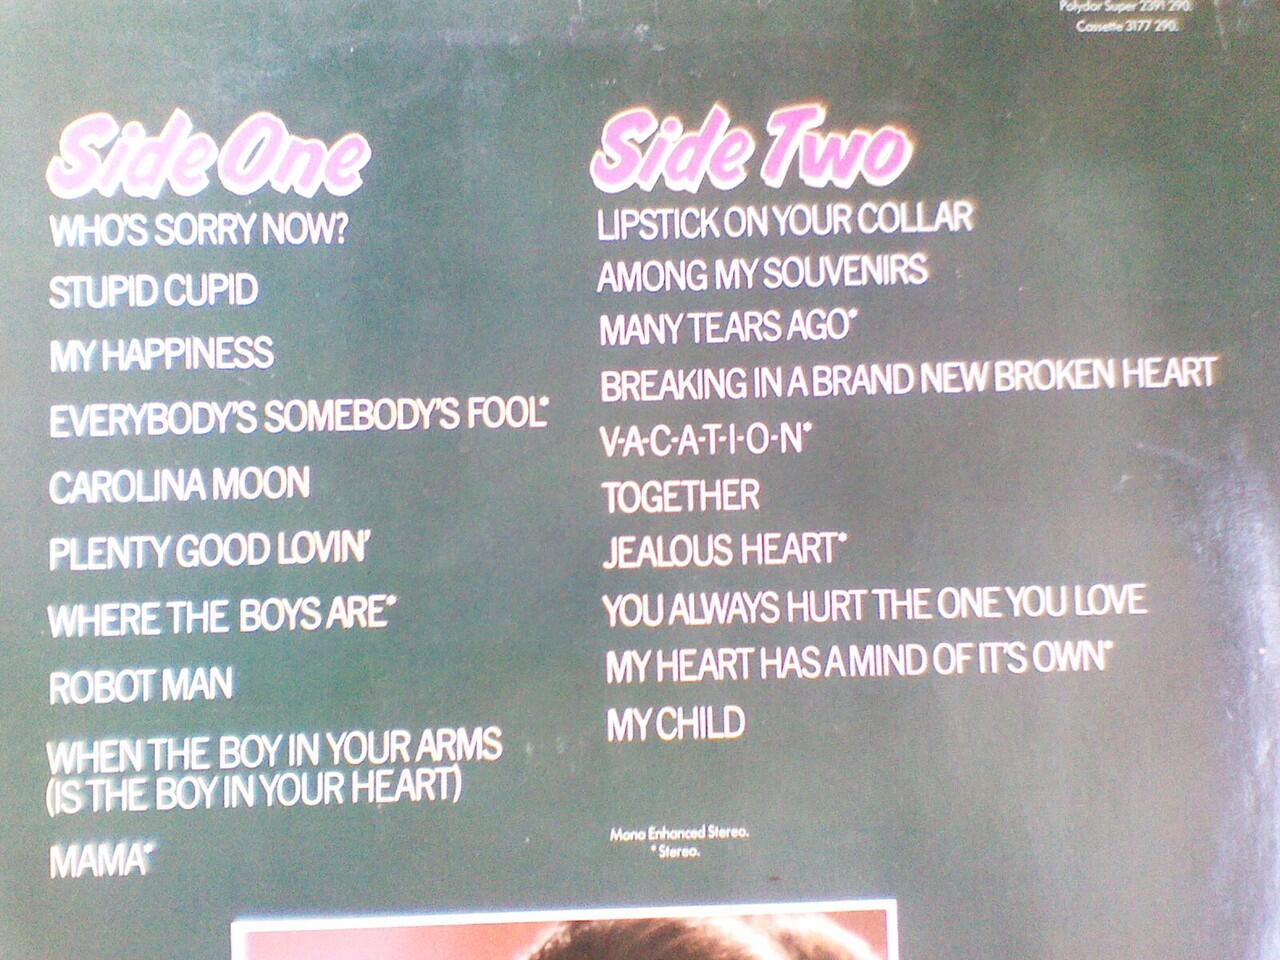 Polydor Super 2391 290.
Cassette 3177 290.
Side One
WHO'S SORRY NOW?
STUPID CUPID
MY HAPPINESS
EVERYBODY'S SOMEBODY'S FOOL*
CAROLINA MOON
PLENTY GOOD LOVIN'
WHERE THE BOYS ARE*
ROBOT MAN
WHEN THE BOY IN YOUR ARMS
(IS THE BOY IN YOUR HEART)
MAMA*
Side Two
LIPSTICK ON YOUR COLLAR
AMONG MY SOUVENIRS
MANY TEARS AGO*
BREAKING IN A BRAND NEW BROKEN HEART
V-A-C-A-T-I-O-N*
TOGETHER
JEALOUS HEART*
YOU ALWAYS HURT THE ONE YOU LOVE
MY HEART HAS A MIND OF IT'S OWN*
MY CHILD
Mono Enhanced Stereo.
* Stereo.